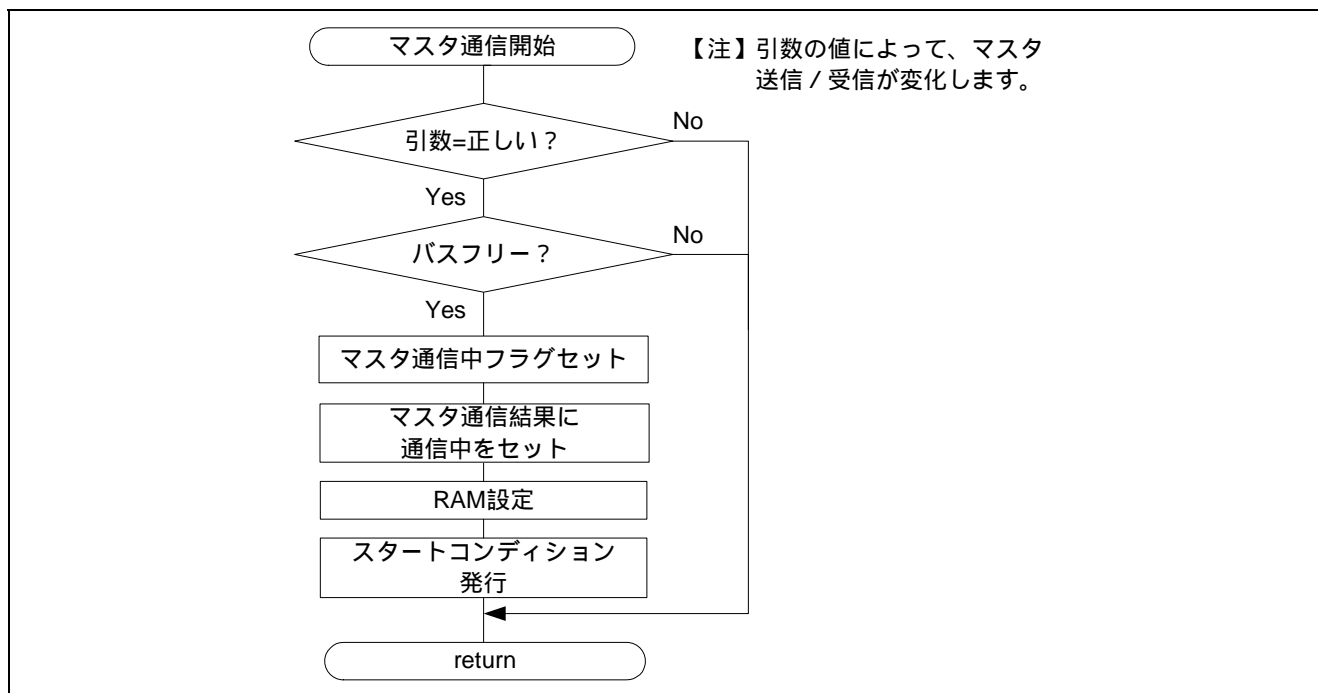 マスタ通信開始
【注】引数の値によって、マスタ
送信 / 受信が変化します。
引数=正しい？
No
Yes
バスフリー？
No
Yes
マスタ通信中フラグセット
マスタ通信結果に
通信中をセット
RAM設定
スタートコンディション
発行
return